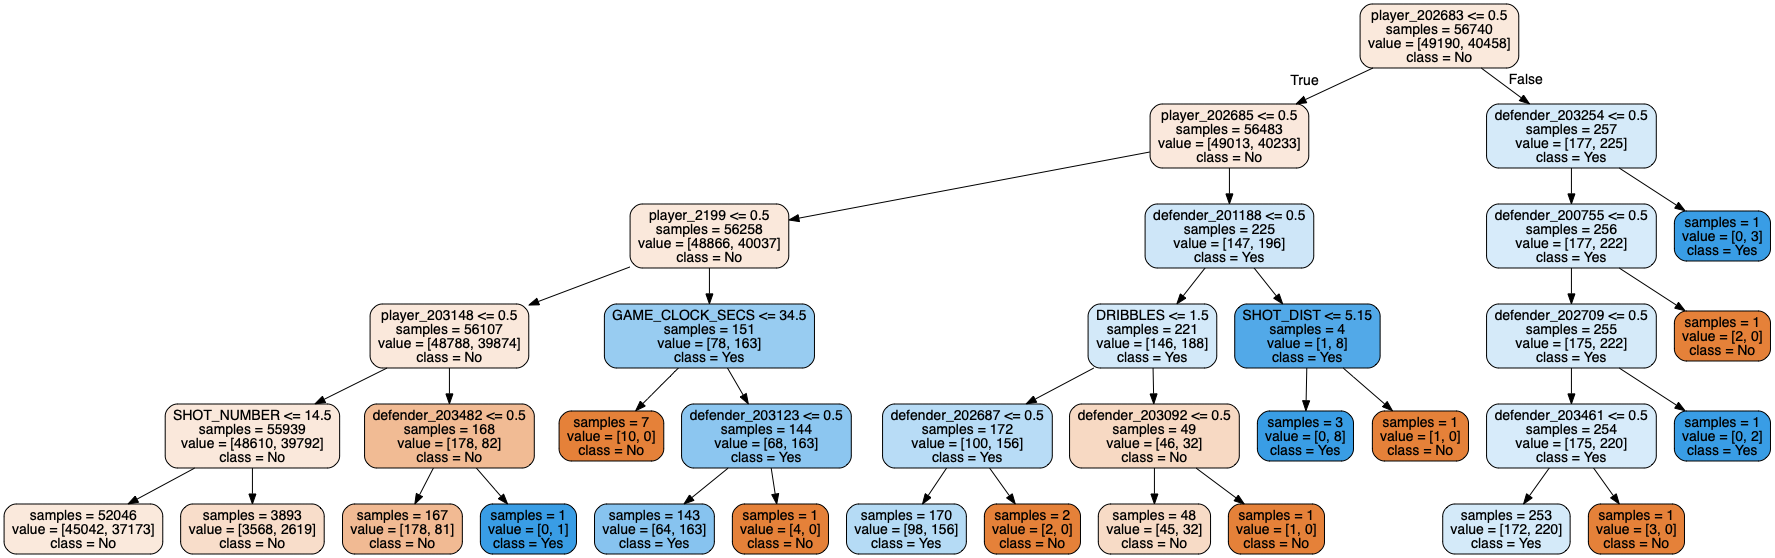 player_202683 <= 0.5
samples = 56740
value = [49190, 40458]
class = No
True
False
player_202685 <= 0.5
samples = 56483
value = [49013, 40233]
class = No
defender_203254 <= 0.5
samples = 257
value = [177, 225]
class = Yes
player_2199 <= 0.5
samples = 56258
value = [48866, 40037]
class = No
defender_201188 <= 0.5
samples = 225
value = [147, 196]
class = Yes
defender_200755 <= 0.5
samples = 256
value = [177, 222]
class = Yes
samples = 1
value = [0, 3]
class = Yes
player_203148 <= 0.5
samples = 56107
value = [48788, 39874]
class = No
GAME_CLOCK_SECS <= 34.5
samples = 151
value = [78, 163]
class = Yes
DRIBBLES <= 1.5
samples = 221
value = [146, 188]
class = Yes
SHOT_DIST <= 5.15
samples = 4
value = [1, 8]
class = Yes
defender_202709 <= 0.5
samples = 255
value = [175, 222]
class = Yes
samples = 1
value = [2, 0]
class = No
SHOT_NUMBER <= 14.5
samples = 55939
value = [48610, 39792]
class = No
defender_203482 <= 0.5
samples = 168
value = [178, 82]
class = No
samples = 7
value = [10, 0]
class = No
defender_203123 <= 0.5
samples = 144
value = [68, 163]
class = Yes
defender_202687 <= 0.5
samples = 172
value = [100, 156]
class = Yes
defender_203092 <= 0.5
samples = 49
value = [46, 32]
class = No
samples = 3
value = [0, 8]
class = Yes
samples = 1
value = [1, 0]
class = No
defender_203461 <= 0.5
samples = 254
value = [175, 220]
class = Yes
samples = 1
value = [0, 2]
class = Yes
samples = 52046
value = [45042, 37173]
class = No
samples = 3893
value = [3568, 2619]
class = No
samples = 167
value = [178, 81]
class = No
samples = 1
value = [0, 1]
class = Yes
samples = 143
value = [64, 163]
class = Yes
samples = 1
value = [4, 0]
class = No
samples = 170
value = [98, 156]
class = Yes
samples = 2
value = [2, 0]
class = No
samples = 48
value = [45, 32]
class = No
samples = 1
value = [1, 0]
class = No
samples = 253
value = [172, 220]
class = Yes
samples = 1
value = [3, 0]
class = No